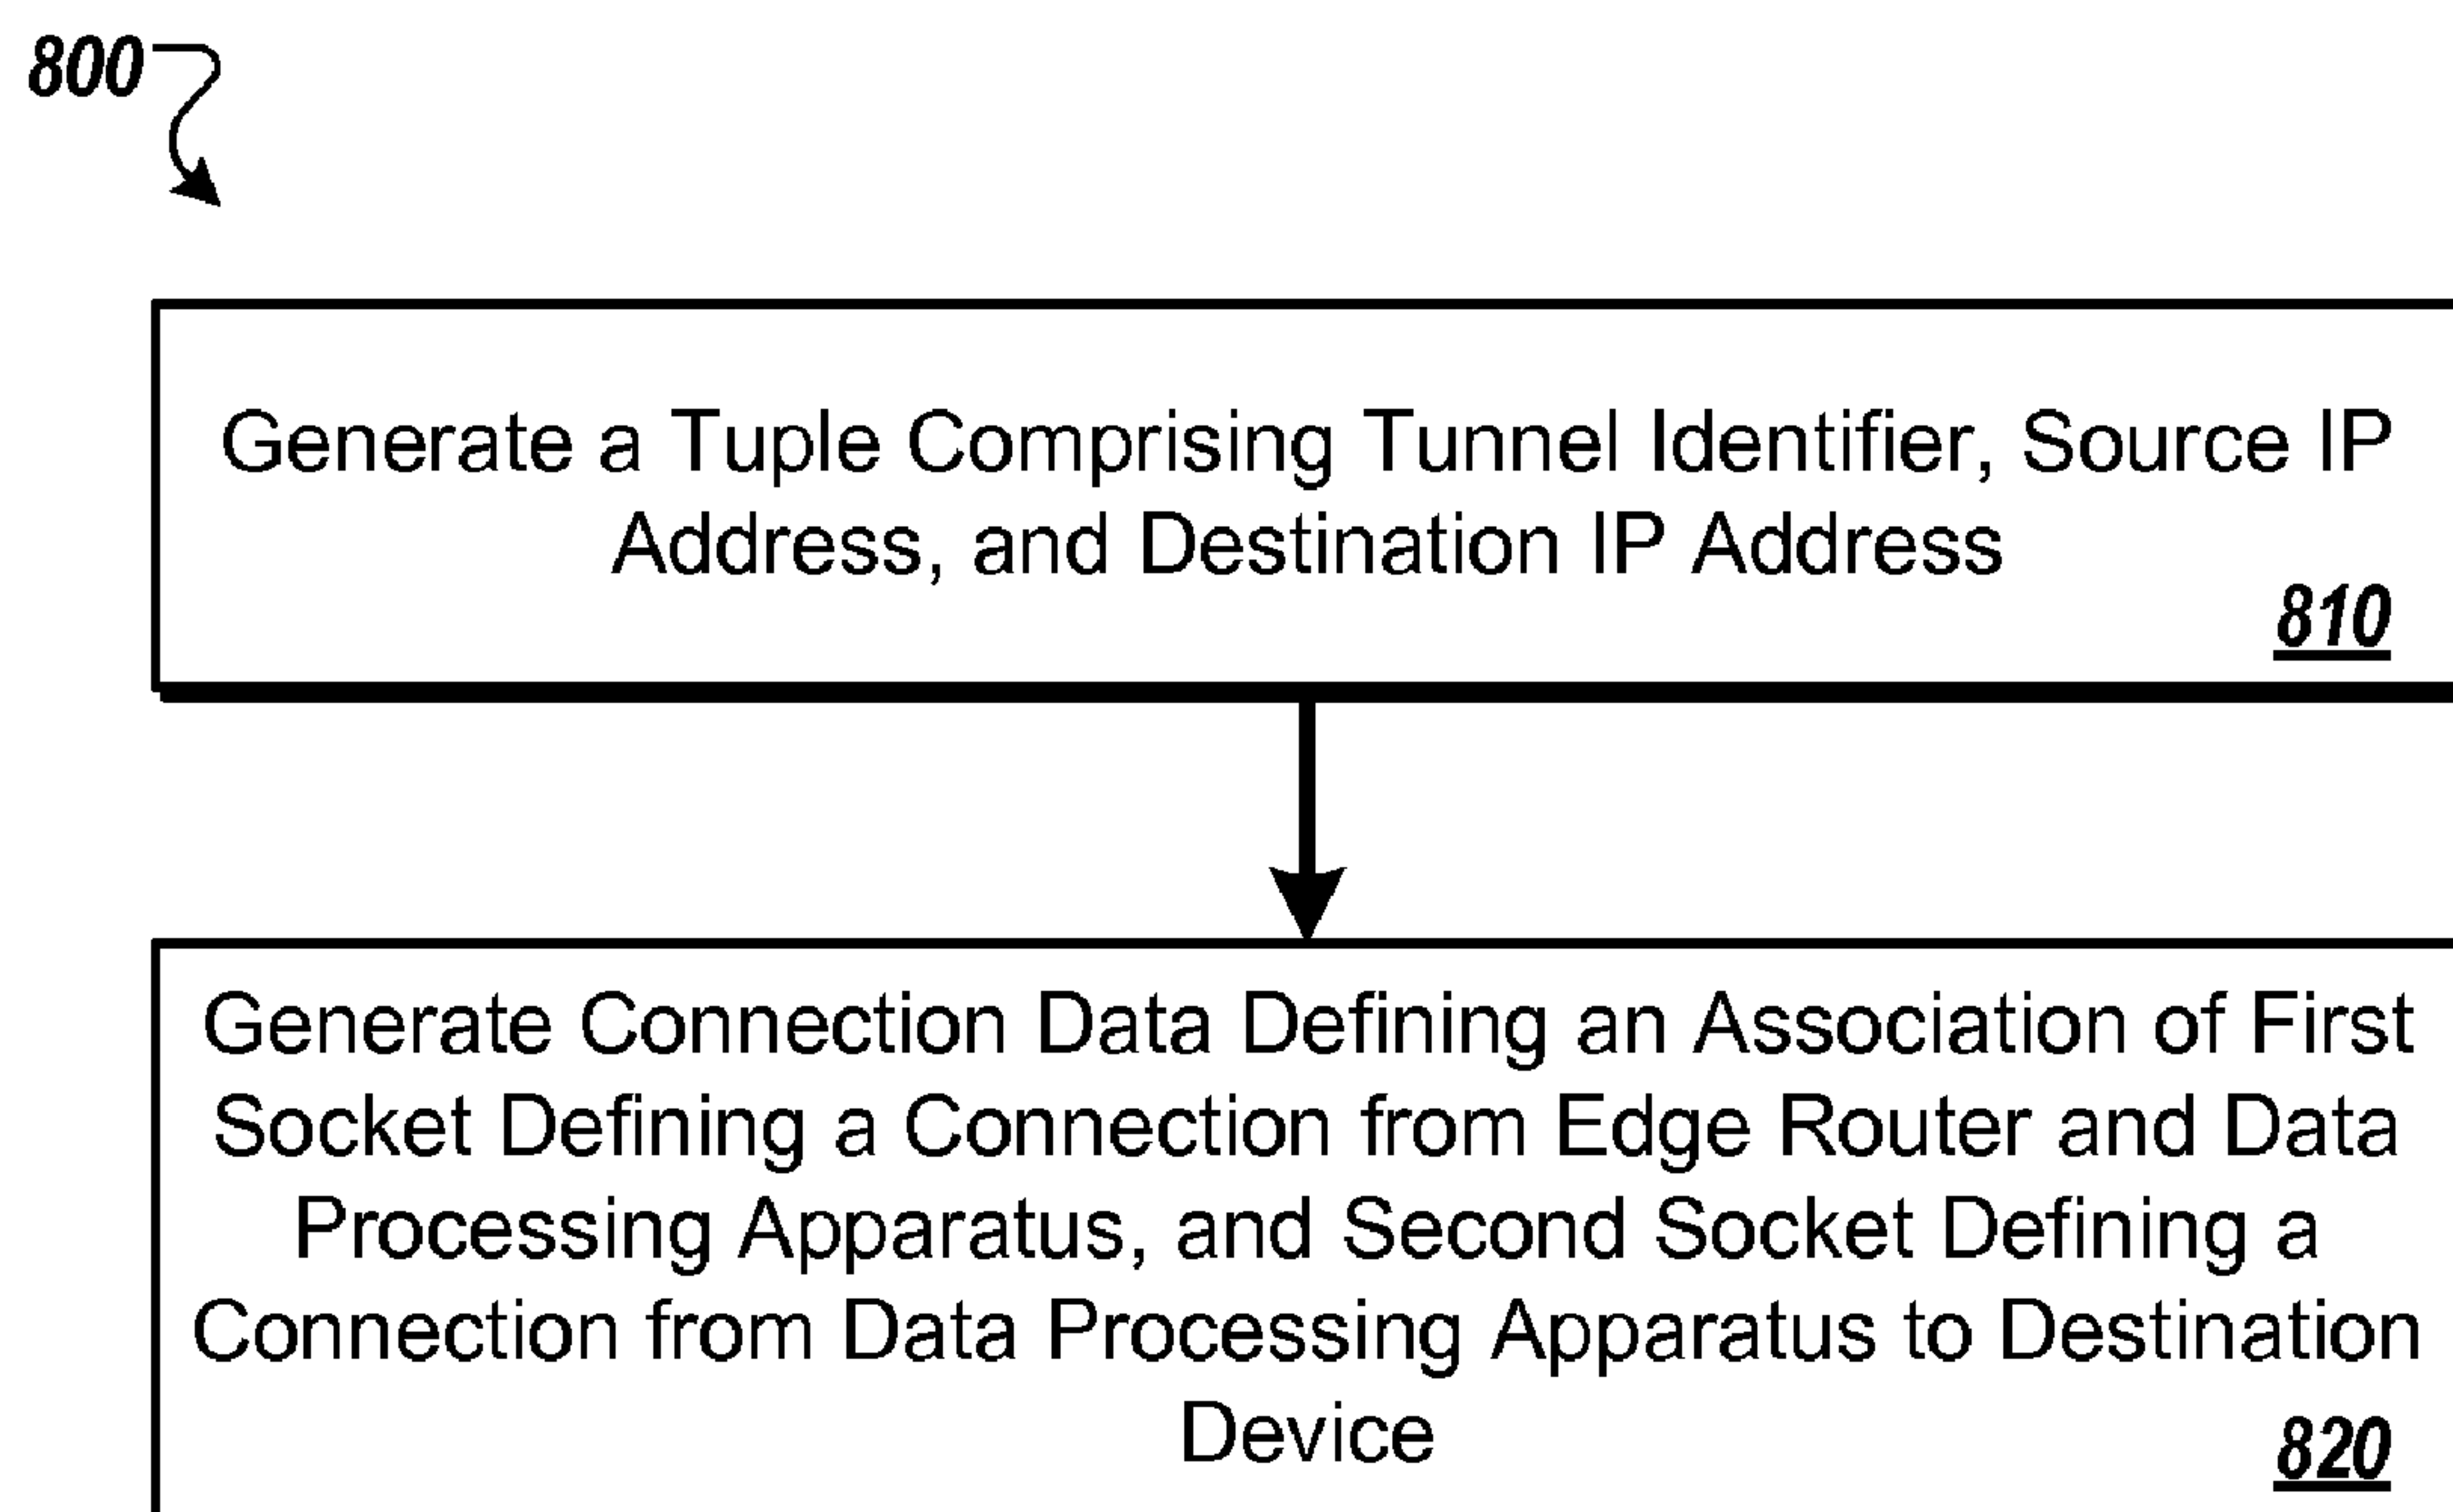 800
Generate a Tuple Comprising Tunnel Identifier, Source IP
Address, and Destination IP Address
810
Generate Connection Data Defining an Association of First
Socket Defining a Connection from Edge Router and Data
Processing Apparatus, and Second Socket Defining a
Connection from Data Processing Apparatus to Destination
Device
820